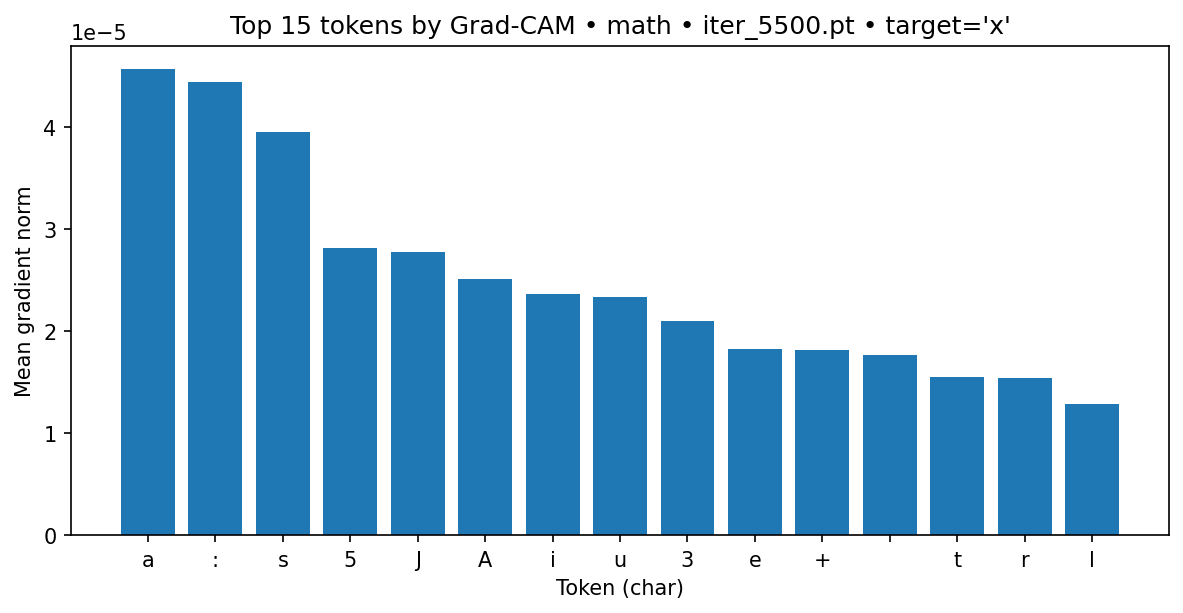 Top 15 tokens by Grad-CAM • math • iter_5500.pt • target='x'
1e−5
4
3
2
1
0
Mean gradient norm
a : s 5 J A i u 3 e + t r l
Token (char)